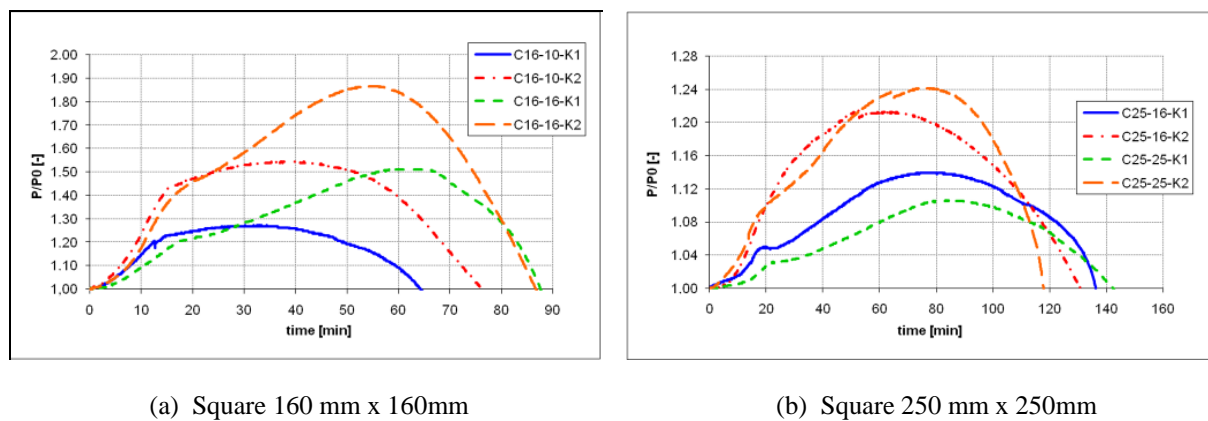 2.00
1.90
1.80
1.70
1.60
1.50
1.40
1.30
1.20
1.10
1.00
P/P0 [-]
0 10 20 30 40 50 60 70 80 90
time [min]
C16-10-K1
C16-10-K2
C16-16-K1
C16-16-K2
(a) Square 160 mm x 160mm
1.28
1.24
1.20
1.16
1.12
1.08
1.04
1.00
P/P0 [-]
0 20 40 60 80 100 120 140 160
time [min]
C25-16-K1
C25-16-K2
C25-25-K1
C25-25-K2
(b) Square 250 mm x 250mm